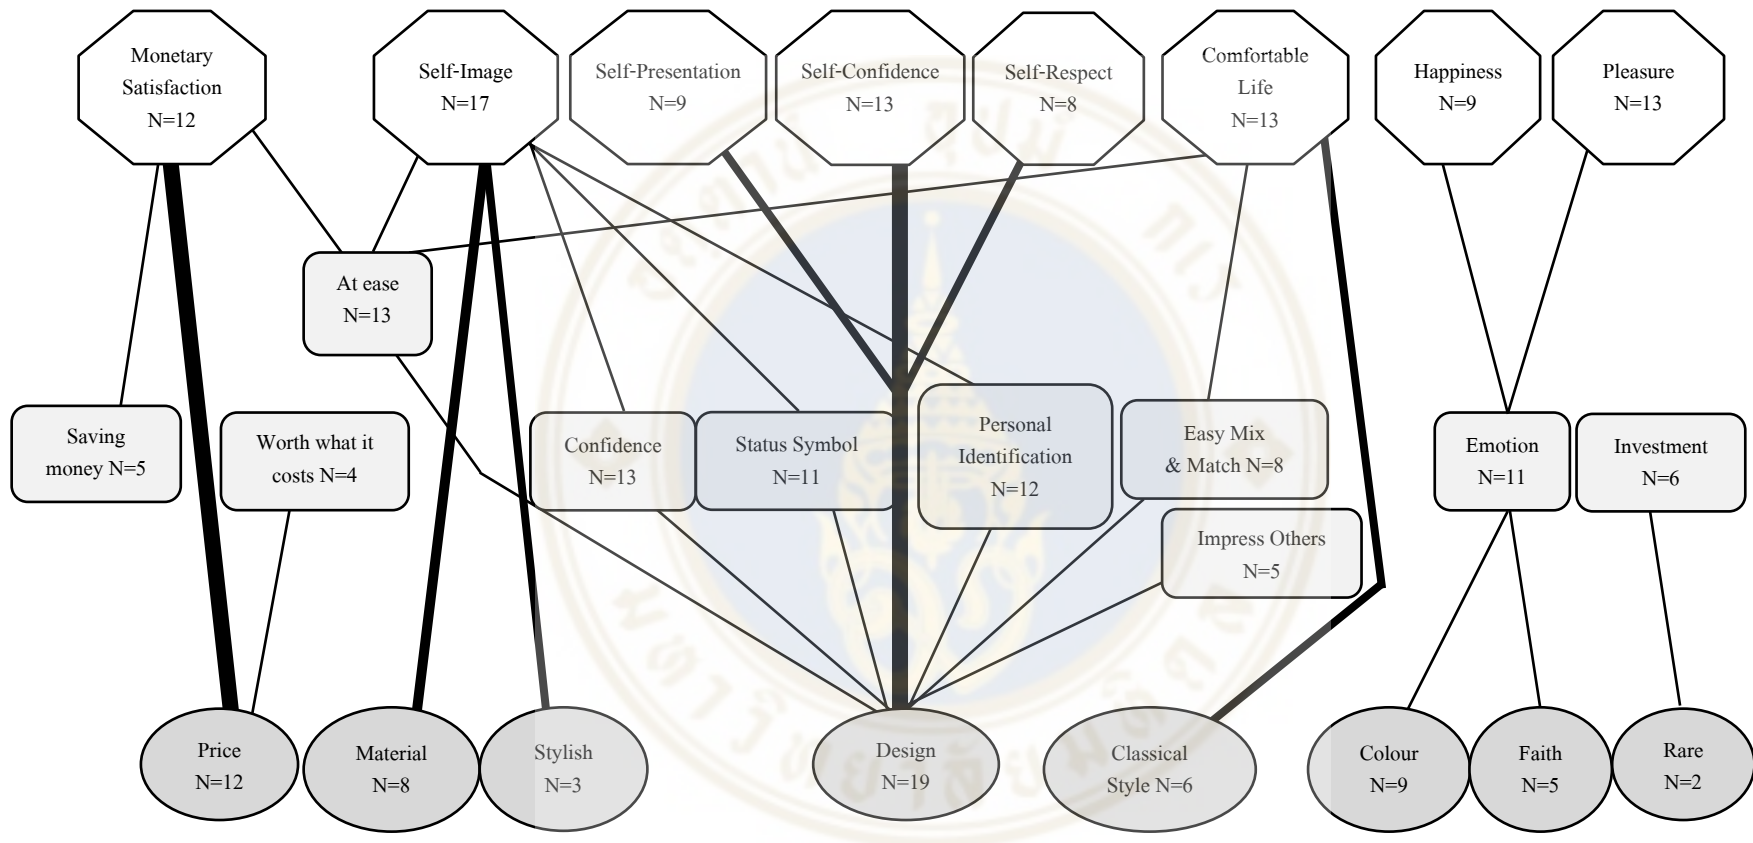 Monetary
Satisfaction
N=12
Self-Image
N=17
Self-Presentation
N=9
Self-Confidence
N=13
Self-Respect
N=8
Comfortable
Life
N=13
Happiness
N=9
Pleasure
N=13
At ease
N=13
Saving
money N=5
Worth what it
costs N=4
Confidence
N=13
Status Symbol
N=11
Personal
Identification
N=12
Easy Mix
& Match N=8
Impress Others
N=5
Emotion
N=11
Investment
N=6
Price
N=12
Material
N=8
Stylish
N=3
Design
N=19
Classical
Style N=6
Colour
N=9
Faith
N=5
Rare
N=2